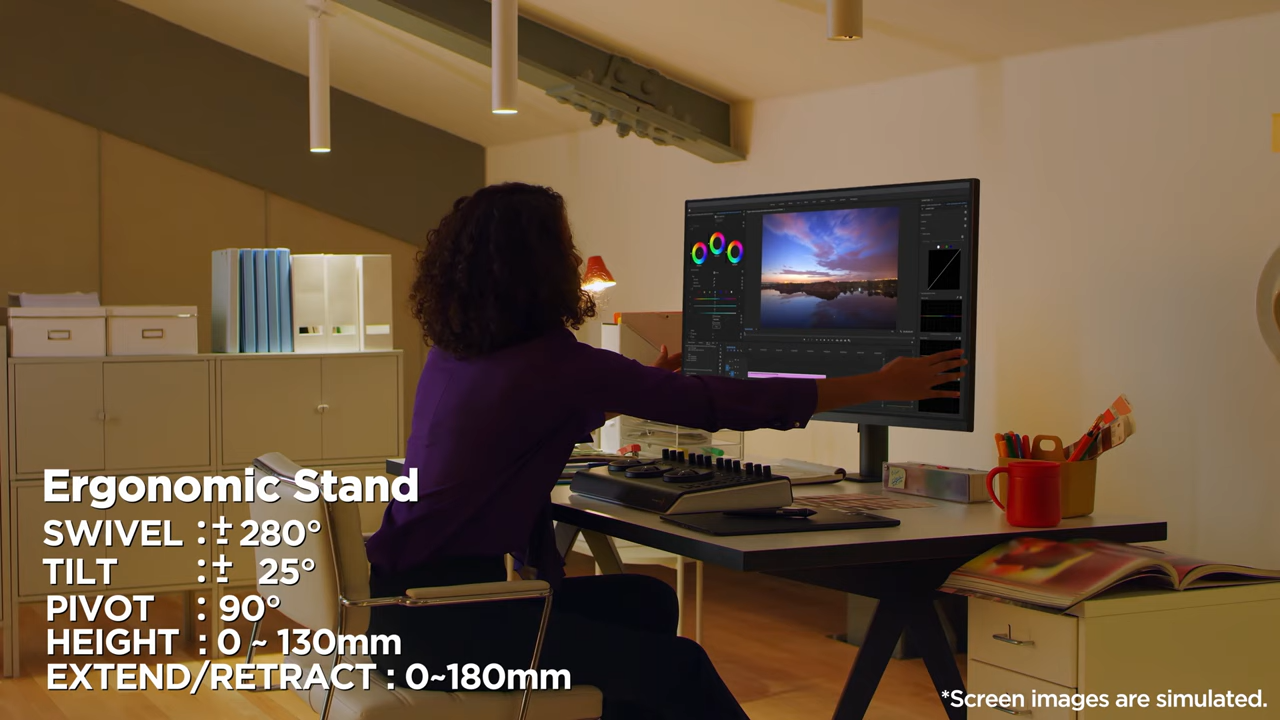 Ergonomic Stand
SWIVEL : ± 280°
TILT : ± 25°
PIVOT : 90°
HEIGHT : 0 ~ 130mm
EXTEND/RETRACT : 0~180mm
*Screen images are simulated.